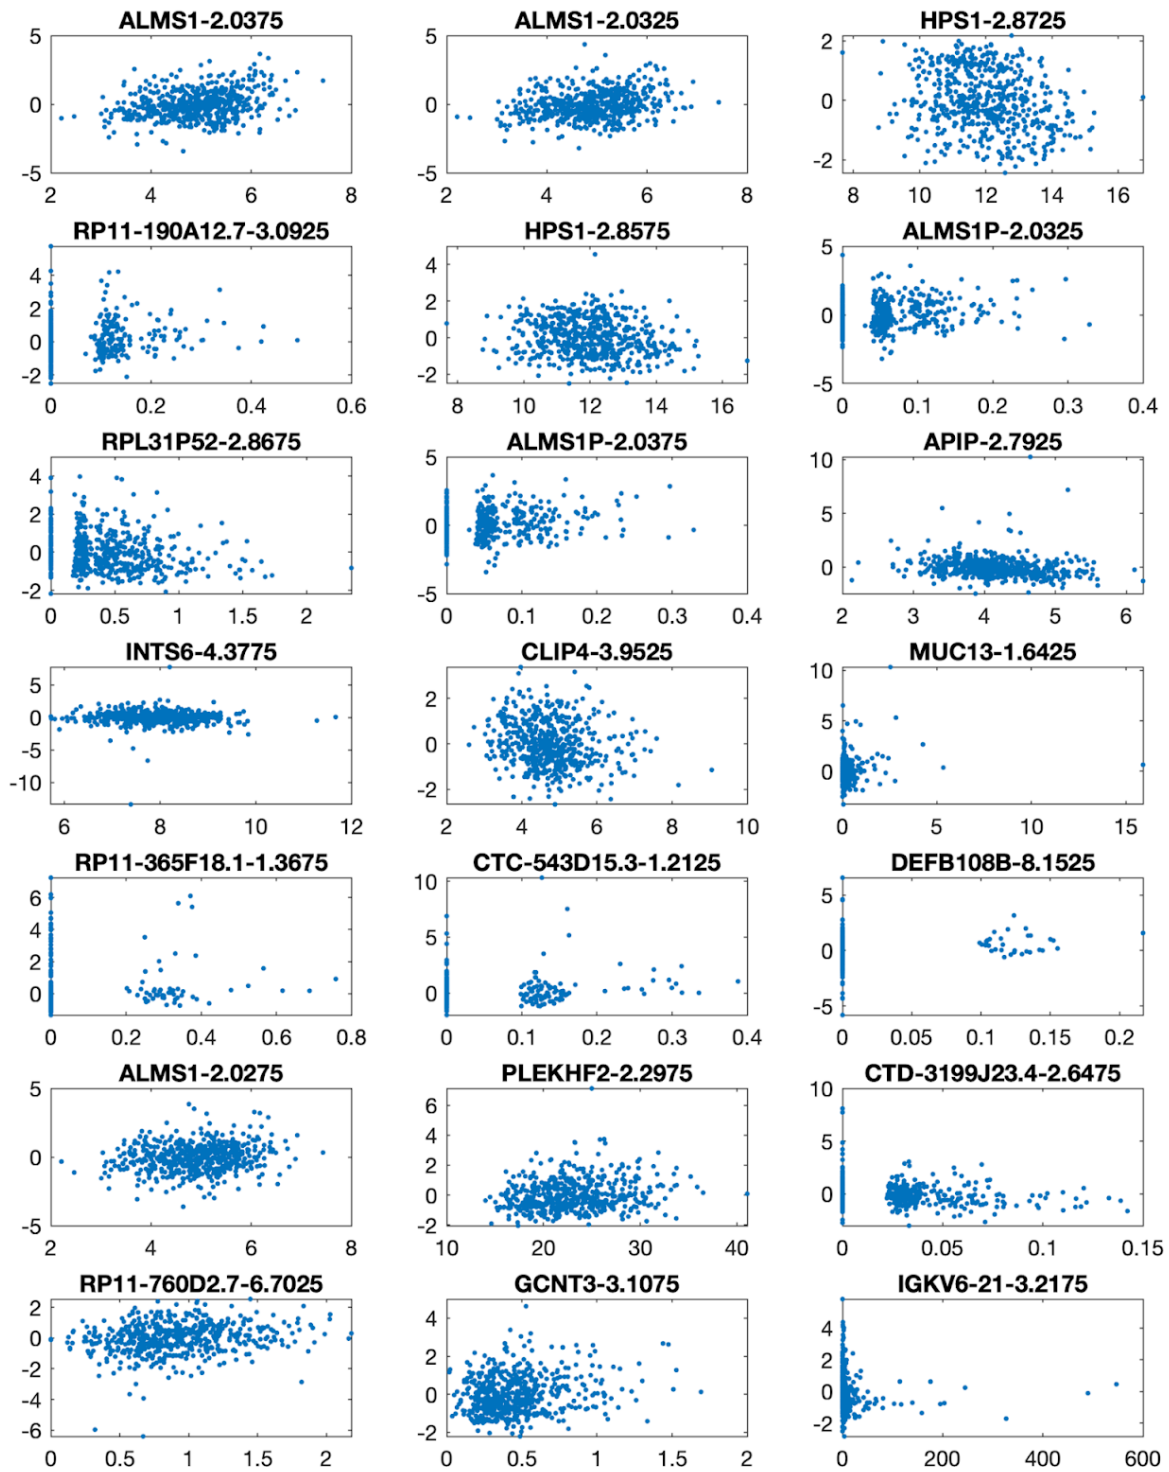 ALMS1-2.0375 ALMS1-2.0325 HPS1-2.8725
5 5 2
0 0 0
-5 -5 -2
2 4 6 8 2 4 6 8 8 10 12 14 16
RP11-190A12.7-3.0925 HPS1-2.8575 ALMS1P-2.0325
4 4 5
2 2
0 0 0
-2 -2 -5
0 0.2 0.4 0.6 8 10 12 14 16 0 0.1 0.2 0.3 0.4
RPL31P52-2.8675 ALMS1P-2.0375 APIP-2.7925
4 5 10
2 5
0 0 0
-2 -5
0 0.5 1 1.5 2 0 0.1 0.2 0.3 0.4 2 3 4 5 6
INTS6-4.3775 CLIP4-3.9525 MUC13-1.6425
5 2 10
0 5
-5 0 0
-10 -2
6 8 10 12 2 4 6 8 10 0 5 10 15
RP11-365F18.1-1.3675 CTC-543D15.3-1.2125 DEFB108B-8.1525
6 10 5
4 5
2 0
0 0 -5
0 0.2 0.4 0.6 0.8 0 0.1 0.2 0.3 0.4 0 0.05 0.1 0.15 0.2
ALMS1-2.0275 PLEKHF2-2.2975 CTD-3199J23.4-2.6475
5 6 10
4 5
0 2
0 0
-5 -2
2 4 6 8 10 20 30 40 0 0.05 0.1 0.15
RP11-760D2.7-6.7025 GCNT3-3.1075 IGKV6-21-3.2175
2 4 4
0 2 2
-2
-4 0 0
-6 -2 -2
0 0.5 1 1.5 2 0 0.5 1 1.5 2 0 200 400 600